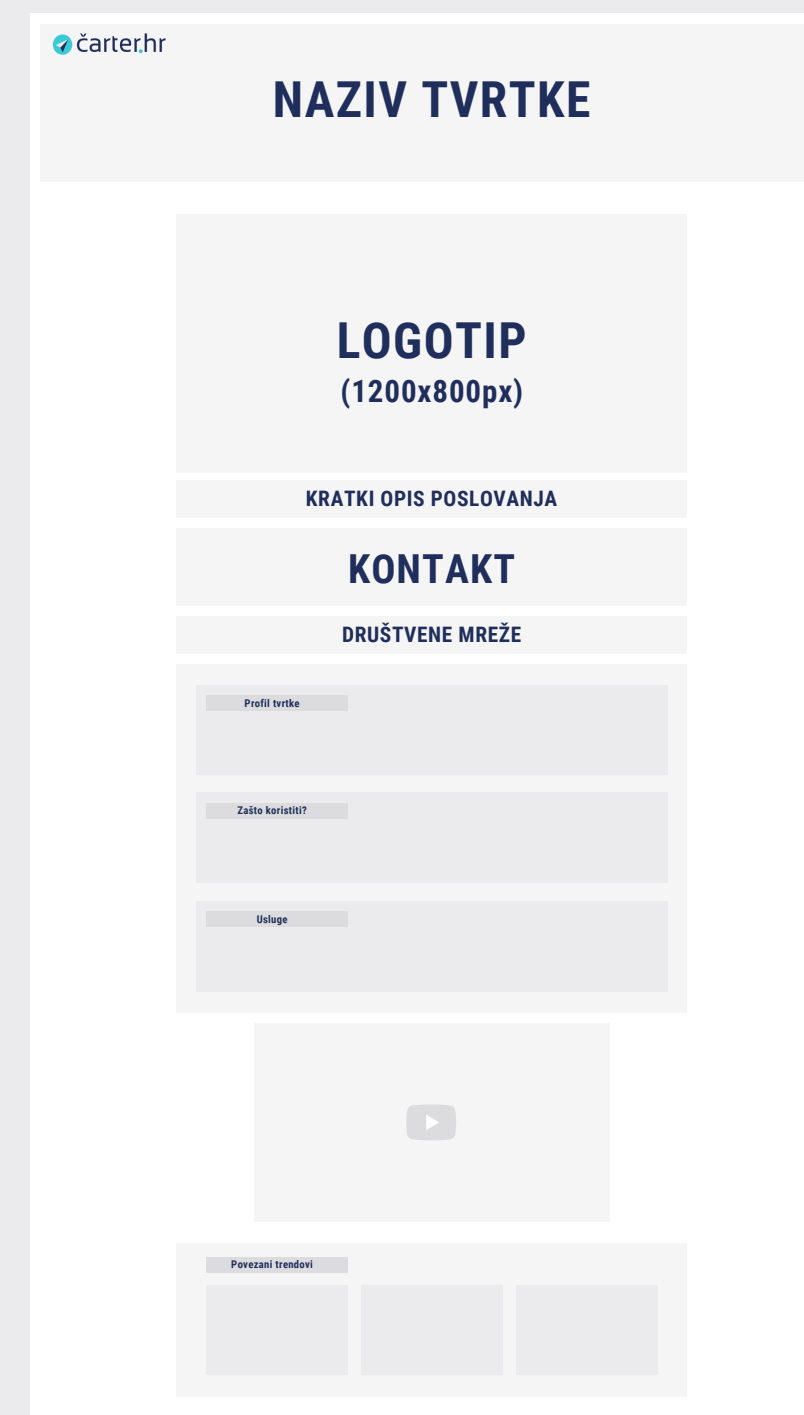 čarter.hr
NAZIV TVRTKE
LOGOTIP
(1200x800px)
KRATKI OPIS POSLOVANJA
KONTAKT
DRUŠTVENE MREŽE
Profil tvrtke
Zašto koristiti?
Usluge
Povezani trendovi